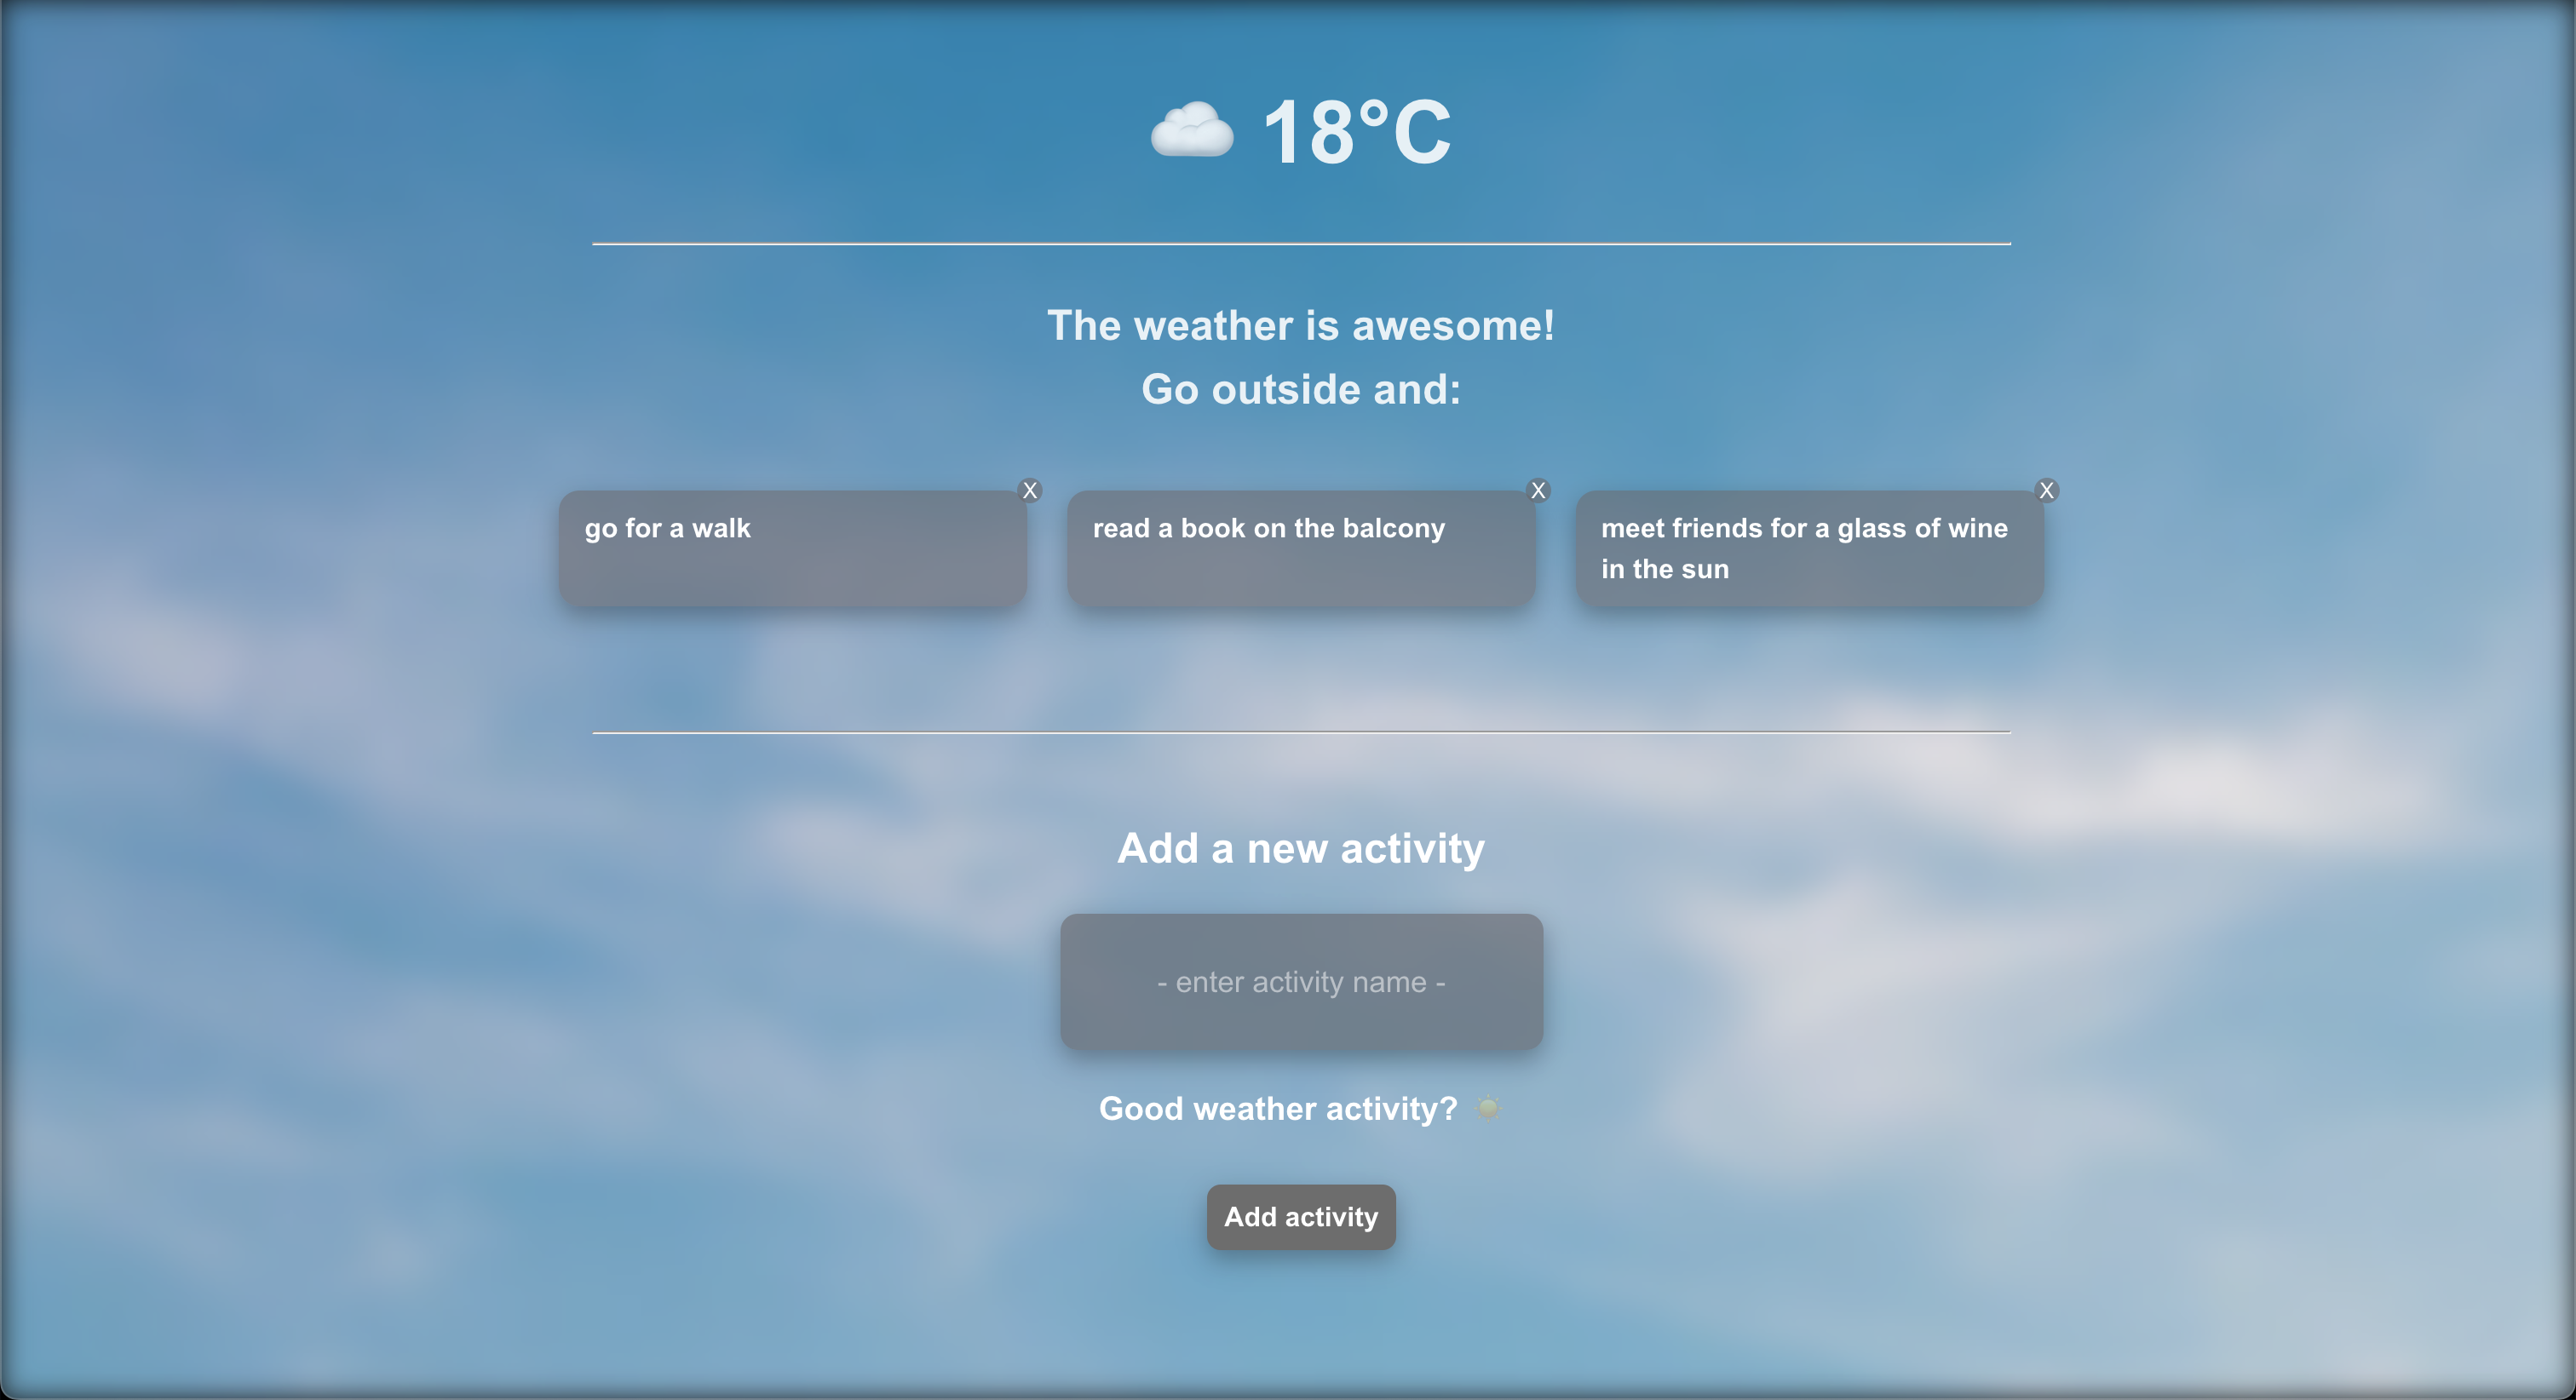 18°C
The weather is awesome!
Go outside and:
X
go for a walk
X
read a book on the balcony
X
meet friends for a glass of wine
in the sun
Add a new activity
- enter activity name -
Good weather activity?
Add activity